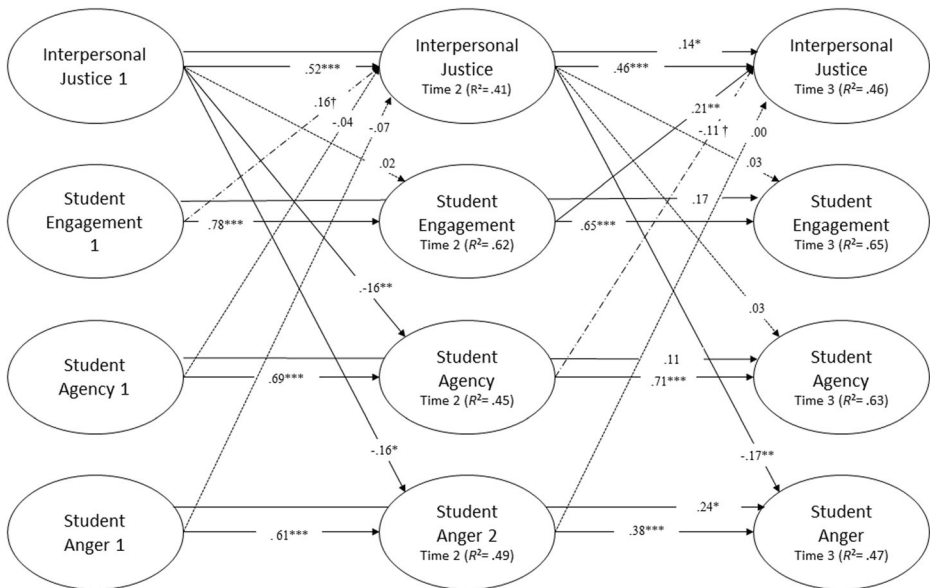 Interpersonal
Justice 1
Interpersonal
Justice
Time 2 (R²=.41)
Interpersonal
Justice
Time 3 (R²=.46)
.52***
.14*
.46***
.16†
-.04
-.07
.02
.21**
-.11 †
.00
.03
Student
Engagement
1
Student
Engagement
Time 2 (R²= .62)
Student
Engagement
Time 3 (R²= .65)
.78***
.17
.65***
.-16**
.03
Student
Agency 1
Student
Agency
Time 2 (R²= .45)
Student
Agency
Time 3 (R²= .63)
.69***
.11
.71***
-.16*
-.17**
Student
Anger 1
Student
Anger 2
Time 2 (R²= .49)
Student
Anger
Time 3 (R²= .47)
. 61***
.24*
.38***